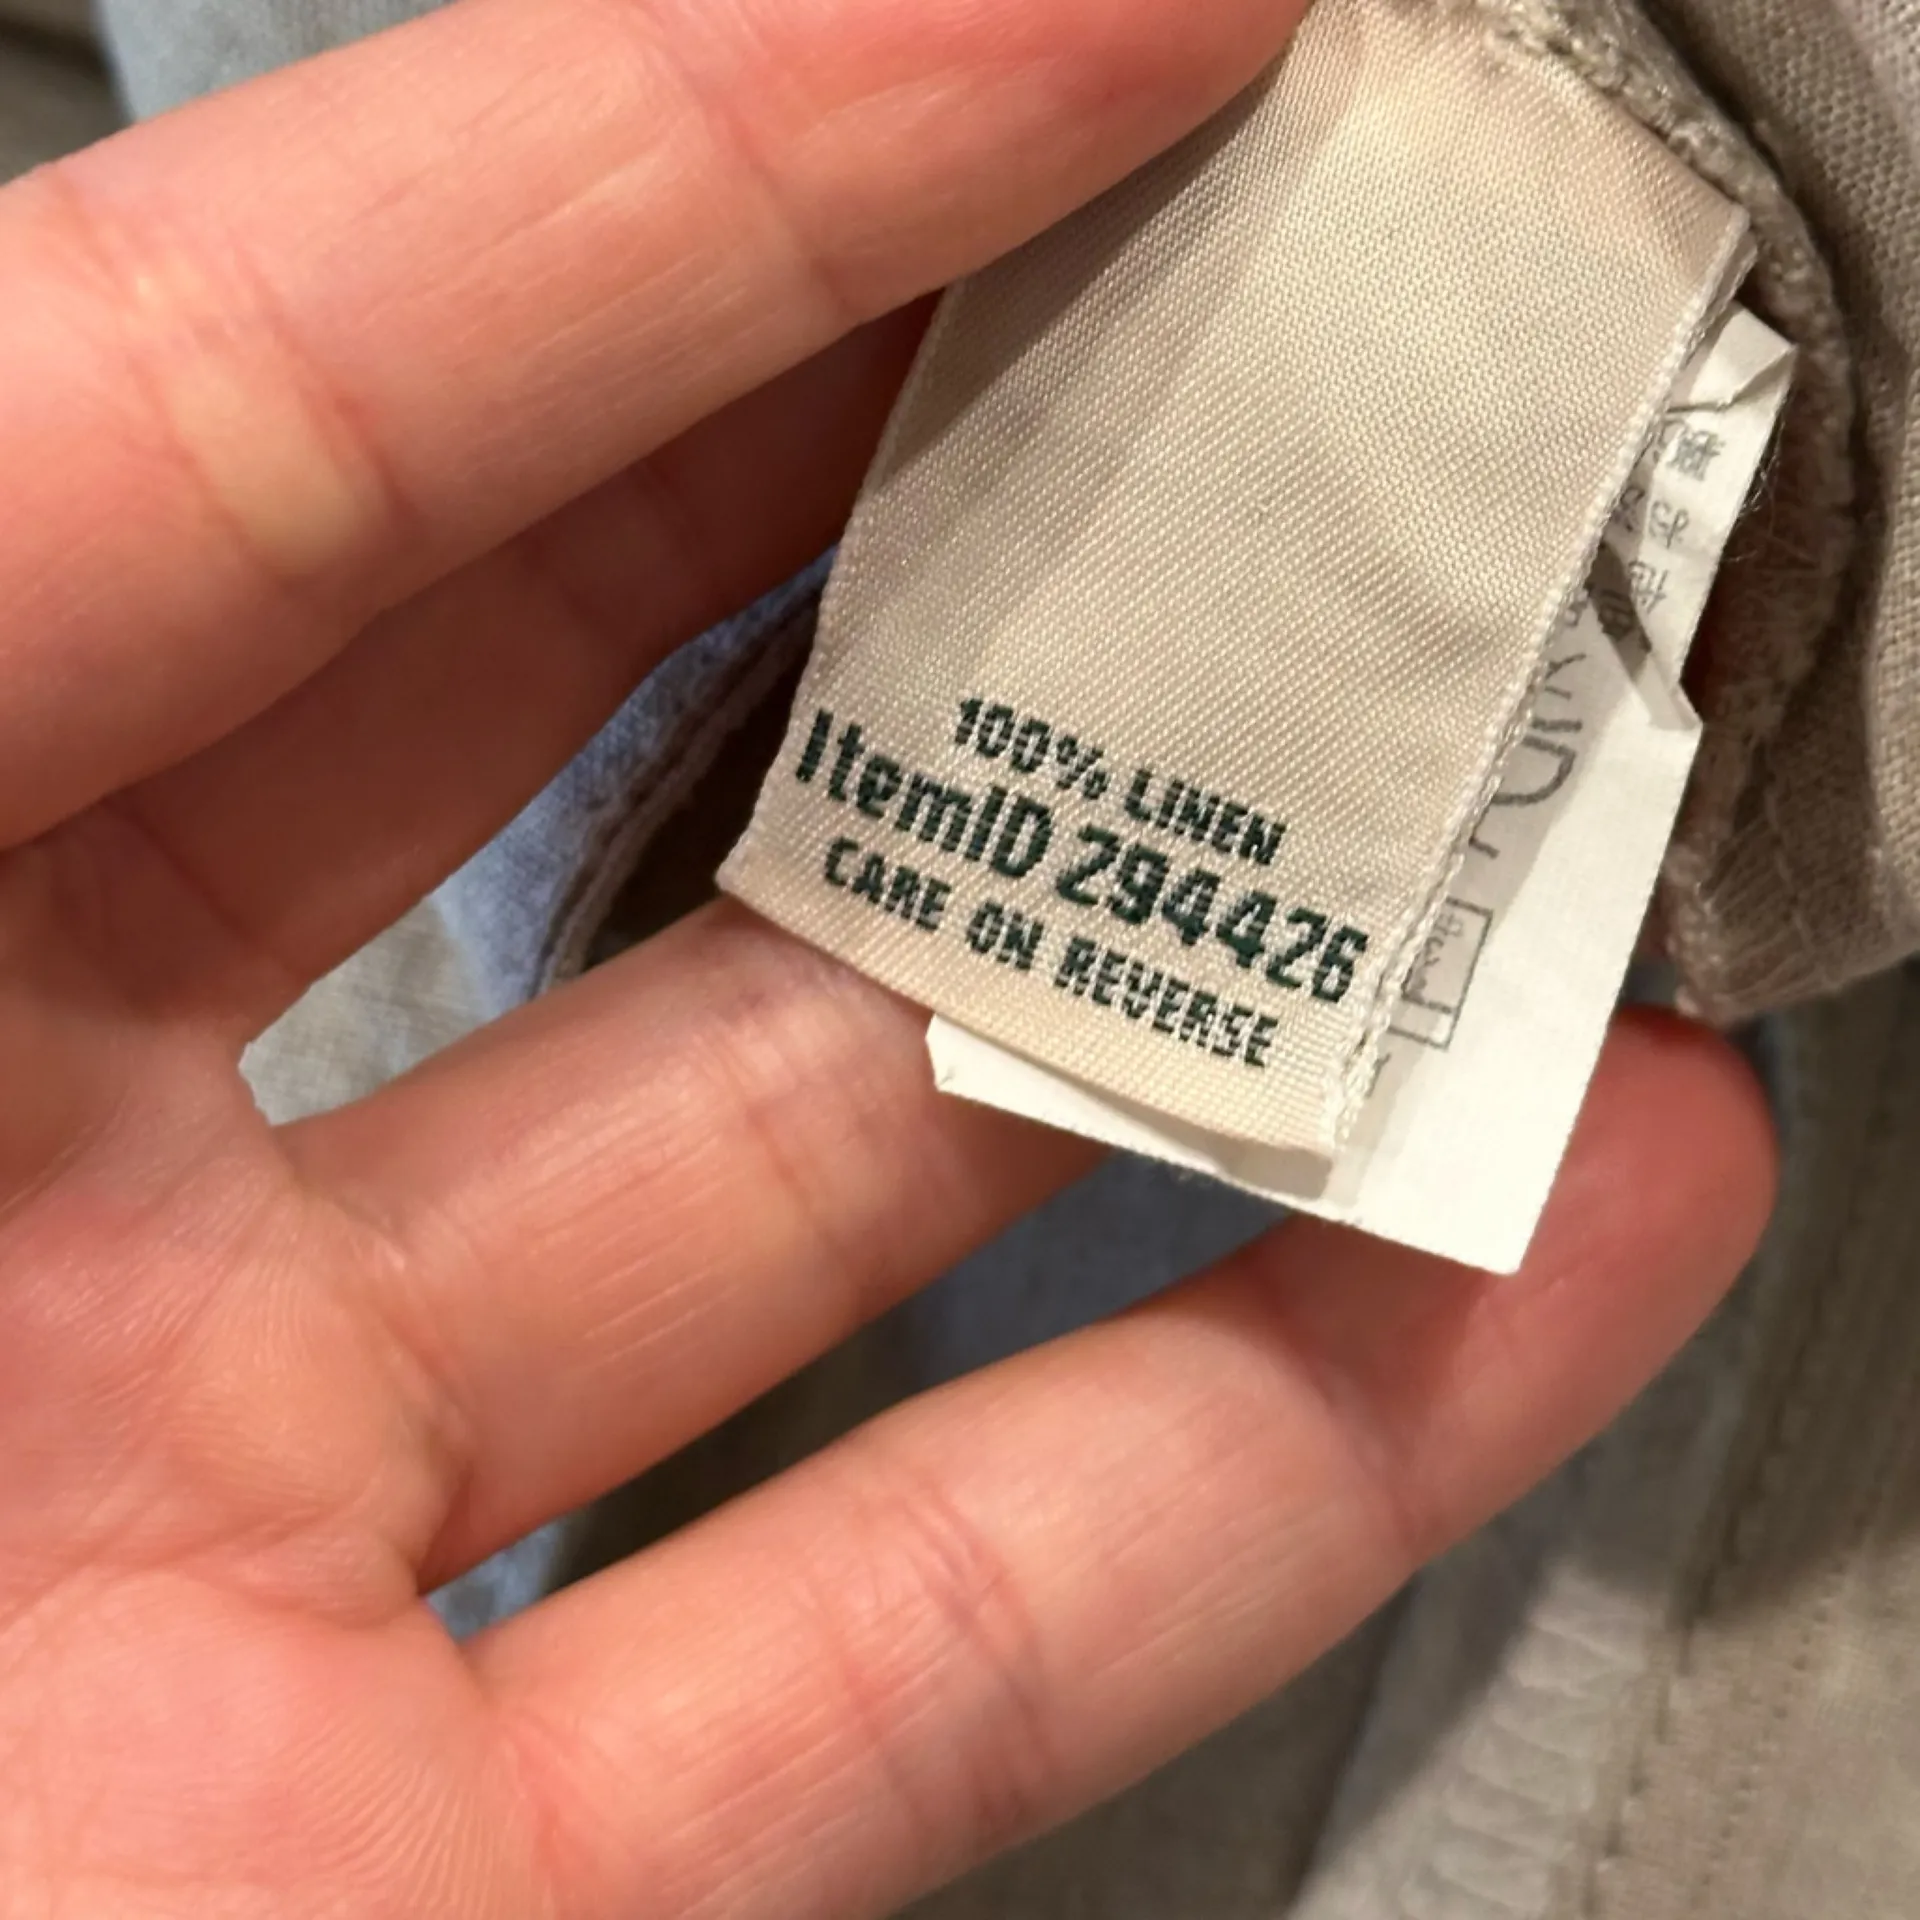 100% LINEN
ItemID 294426
CARE ON REVERSE